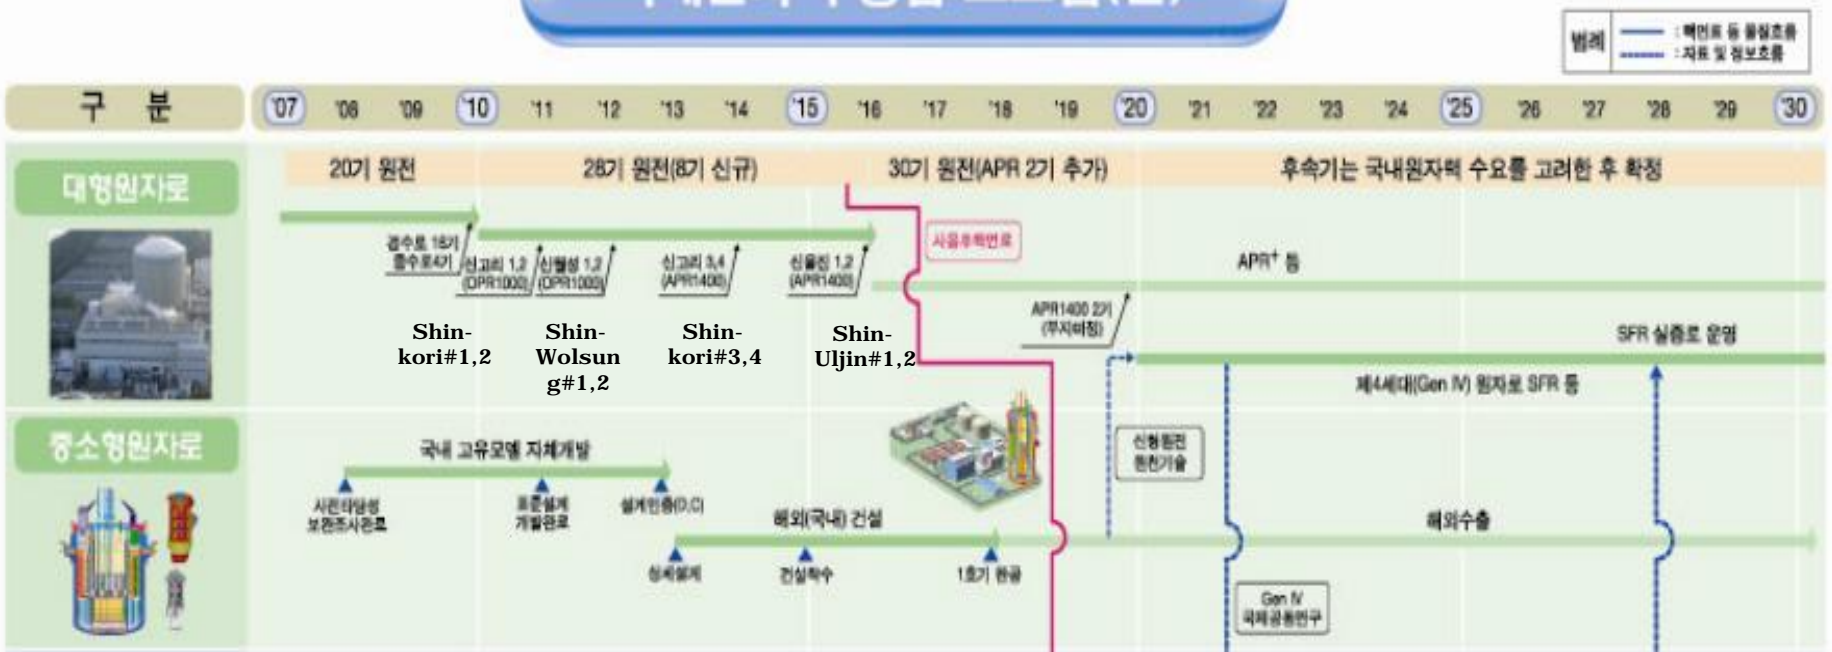 범례
: 핵연료 등 물질흐름
: 자료 및 정보흐름
구 분
'07 '08 '09 '10 '11 '12 '13 '14 '15 '16 '17 '18 '19 '20 '21 '22 '23 '24 '25 '26 '27 '28 '29 '30
대형원자로
20기 원전
28기 원전(8기 신규)
30기 원전(APR 2기 추가)
후속기는 국내원자력 수요를 고려한 후 확정
경수로 16기
중수로4기
신고리 1,2
(OPR1000)
신월성 1,2
(OPR1000)
신고리 3,4
(APR1400)
신울진 1,2
(APR1400)
사용후핵연료
APR+ 등
APR1400 2기
(부지미정)
Shin-
kori#1,2
Shin-
Wolsun
g#1,2
Shin-
kori#3,4
Shin-
Uljin#1,2
SFR 실증로 운영
제4세대(Gen IV) 원자로 SFR 등
중소형원자로
국내 고유모델 자체개발
사전타당성
보완조사완료
표준설계
개발완료
설계인증(D.C)
신형원전
원천기술
해외(국내) 건설
해외수출
상세설계
건설착수
1호기 완공
Gen IV
국제공동연구